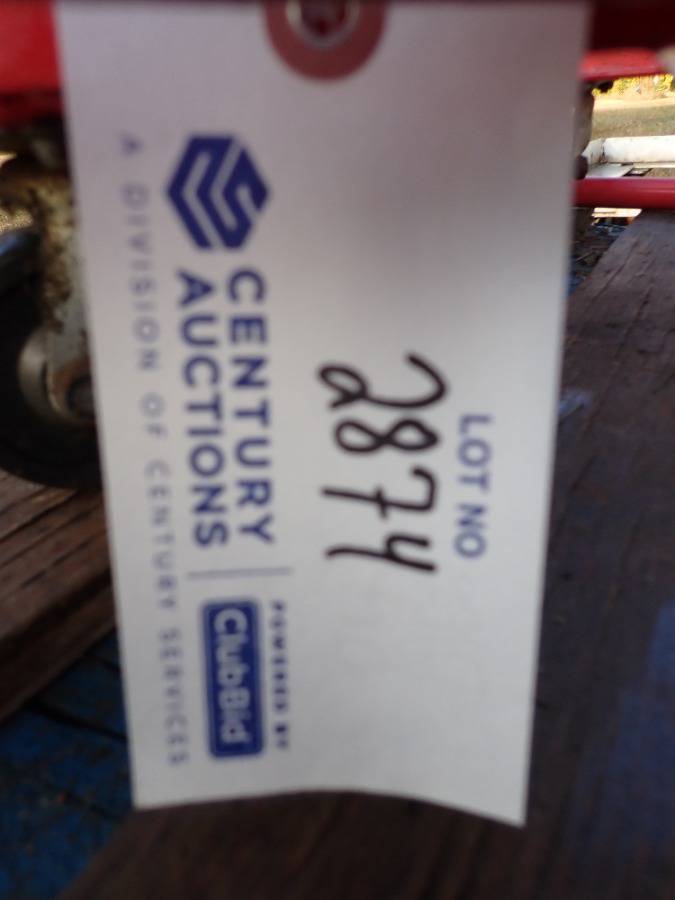 LOT NO
2874
CENTURY
AUCTIONS
POWERED BY
ClubBid
A DIVISION OF CENTURY SERVICES